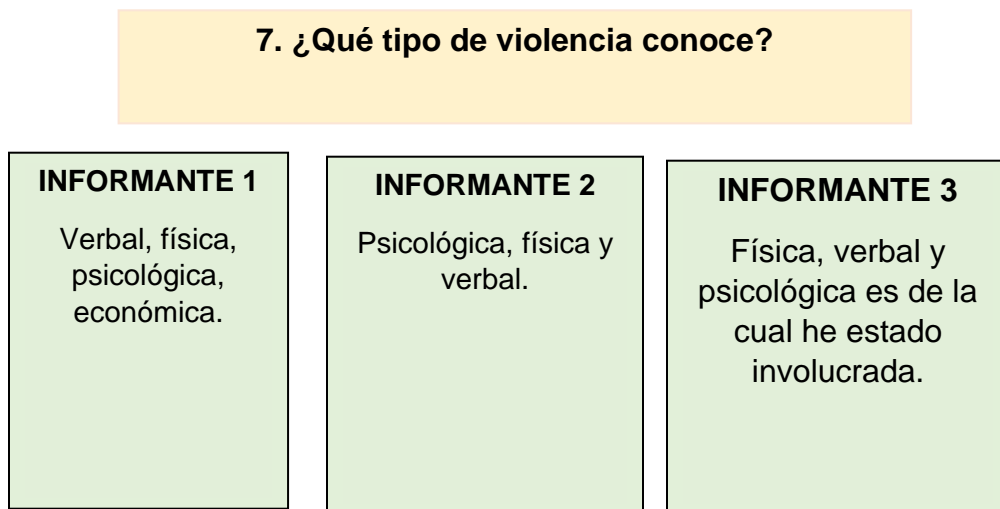 7. ¿Qué tipo de violencia conoce?
INFORMANTE 1
Verbal, física,
psicológica,
económica.
INFORMANTE 2
Psicológica, física y
verbal.
INFORMANTE 3
Física, verbal y
psicológica es de la
cual he estado
involucrada.